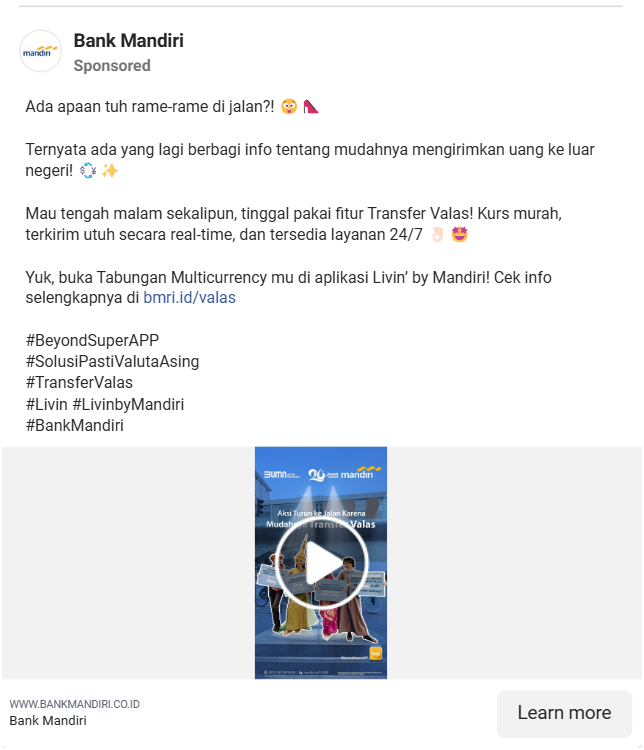 Bank Mandiri
mandırı
Sponsored
Ada apaan tuh rame-rame di jalan?! 😳 👠
Ternyata ada yang lagi berbagi info tentang mudahnya mengirimkan uang ke luar
negeri! 💱 ✨
Mau tengah malam sekalipun, tinggal pakai fitur Transfer Valas! Kurs murah,
terkirim utuh secara real-time, dan tersedia layanan 24/7 👌🏻 🤩
Yuk, buka Tabungan Multicurrency mu di aplikasi Livin’ by Mandiri! Cek info
selengkapnya di bmri.id/valas
#BeyondSuperAPP
#SolusiPastiValutaAsing
#TransferValas
#Livin #LivinbyMandiri
#BankMandiri
BUMN mandırı
Aksi Turun ke Jalan Karena
Mudahnya Transfer Valas
#BeyondSuperAPP
WWW.BANKMANDIRI.CO.ID
Bank Mandiri
Learn more